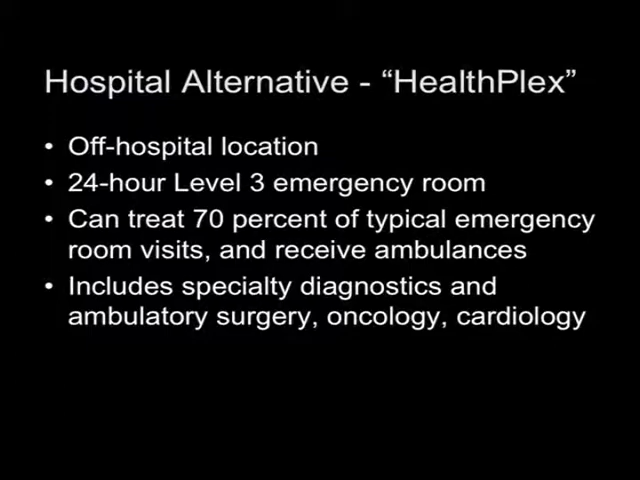 Hospital Alternative - “HealthPlex”
• Off-hospital location
• 24-hour Level 3 emergency room
• Can treat 70 percent of typical emergency
room visits, and receive ambulances
• Includes specialty diagnostics and
ambulatory surgery, oncology, cardiology